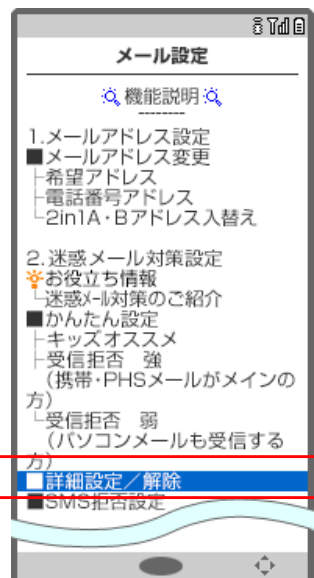 メール設定
機能説明
1.メールアドレス設定
■メールアドレス変更
├希望アドレス
├電話番号アドレス
└2in1A・Bアドレス入替え
2.迷惑メール対策設定
お役立ち情報
└迷惑メール対策のご紹介
■かんたん設定
├キッズオススメ
├受信拒否 強
(携帯・PHSメールがメインの
方)
└受信拒否 弱
(パソコンメールも受信する
方)
■詳細設定／解除
■SMS拒否設定